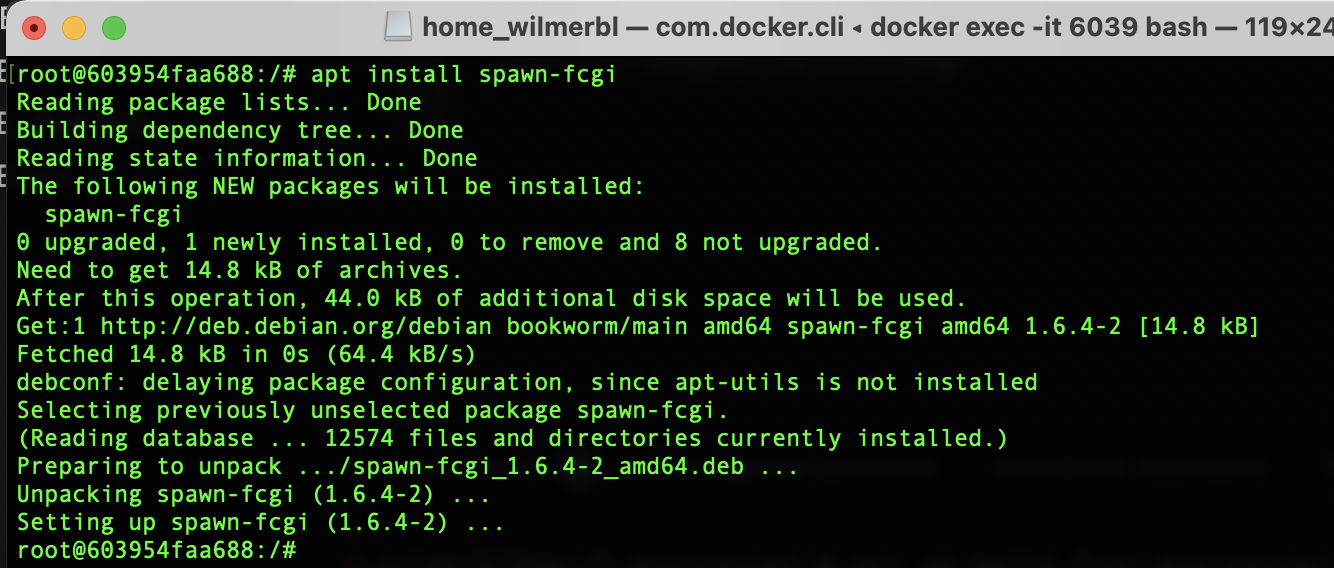 home_wilmerbl — com.docker.cli ◂ docker exec -it 6039 bash — 119×24
[root@603954faa688:/# apt install spawn-fcgi
Reading package lists... Done
Building dependency tree... Done
Reading state information... Done
The following NEW packages will be installed:
  spawn-fcgi
0 upgraded, 1 newly installed, 0 to remove and 8 not upgraded.
Need to get 14.8 kB of archives.
After this operation, 44.0 kB of additional disk space will be used.
Get:1 http://deb.debian.org/debian bookworm/main amd64 spawn-fcgi amd64 1.6.4-2 [14.8 kB]
Fetched 14.8 kB in 0s (64.4 kB/s)
debconf: delaying package configuration, since apt-utils is not installed
Selecting previously unselected package spawn-fcgi.
(Reading database ... 12574 files and directories currently installed.)
Preparing to unpack .../spawn-fcgi_1.6.4-2_amd64.deb ...
Unpacking spawn-fcgi (1.6.4-2) ...
Setting up spawn-fcgi (1.6.4-2) ...
root@603954faa688:/#